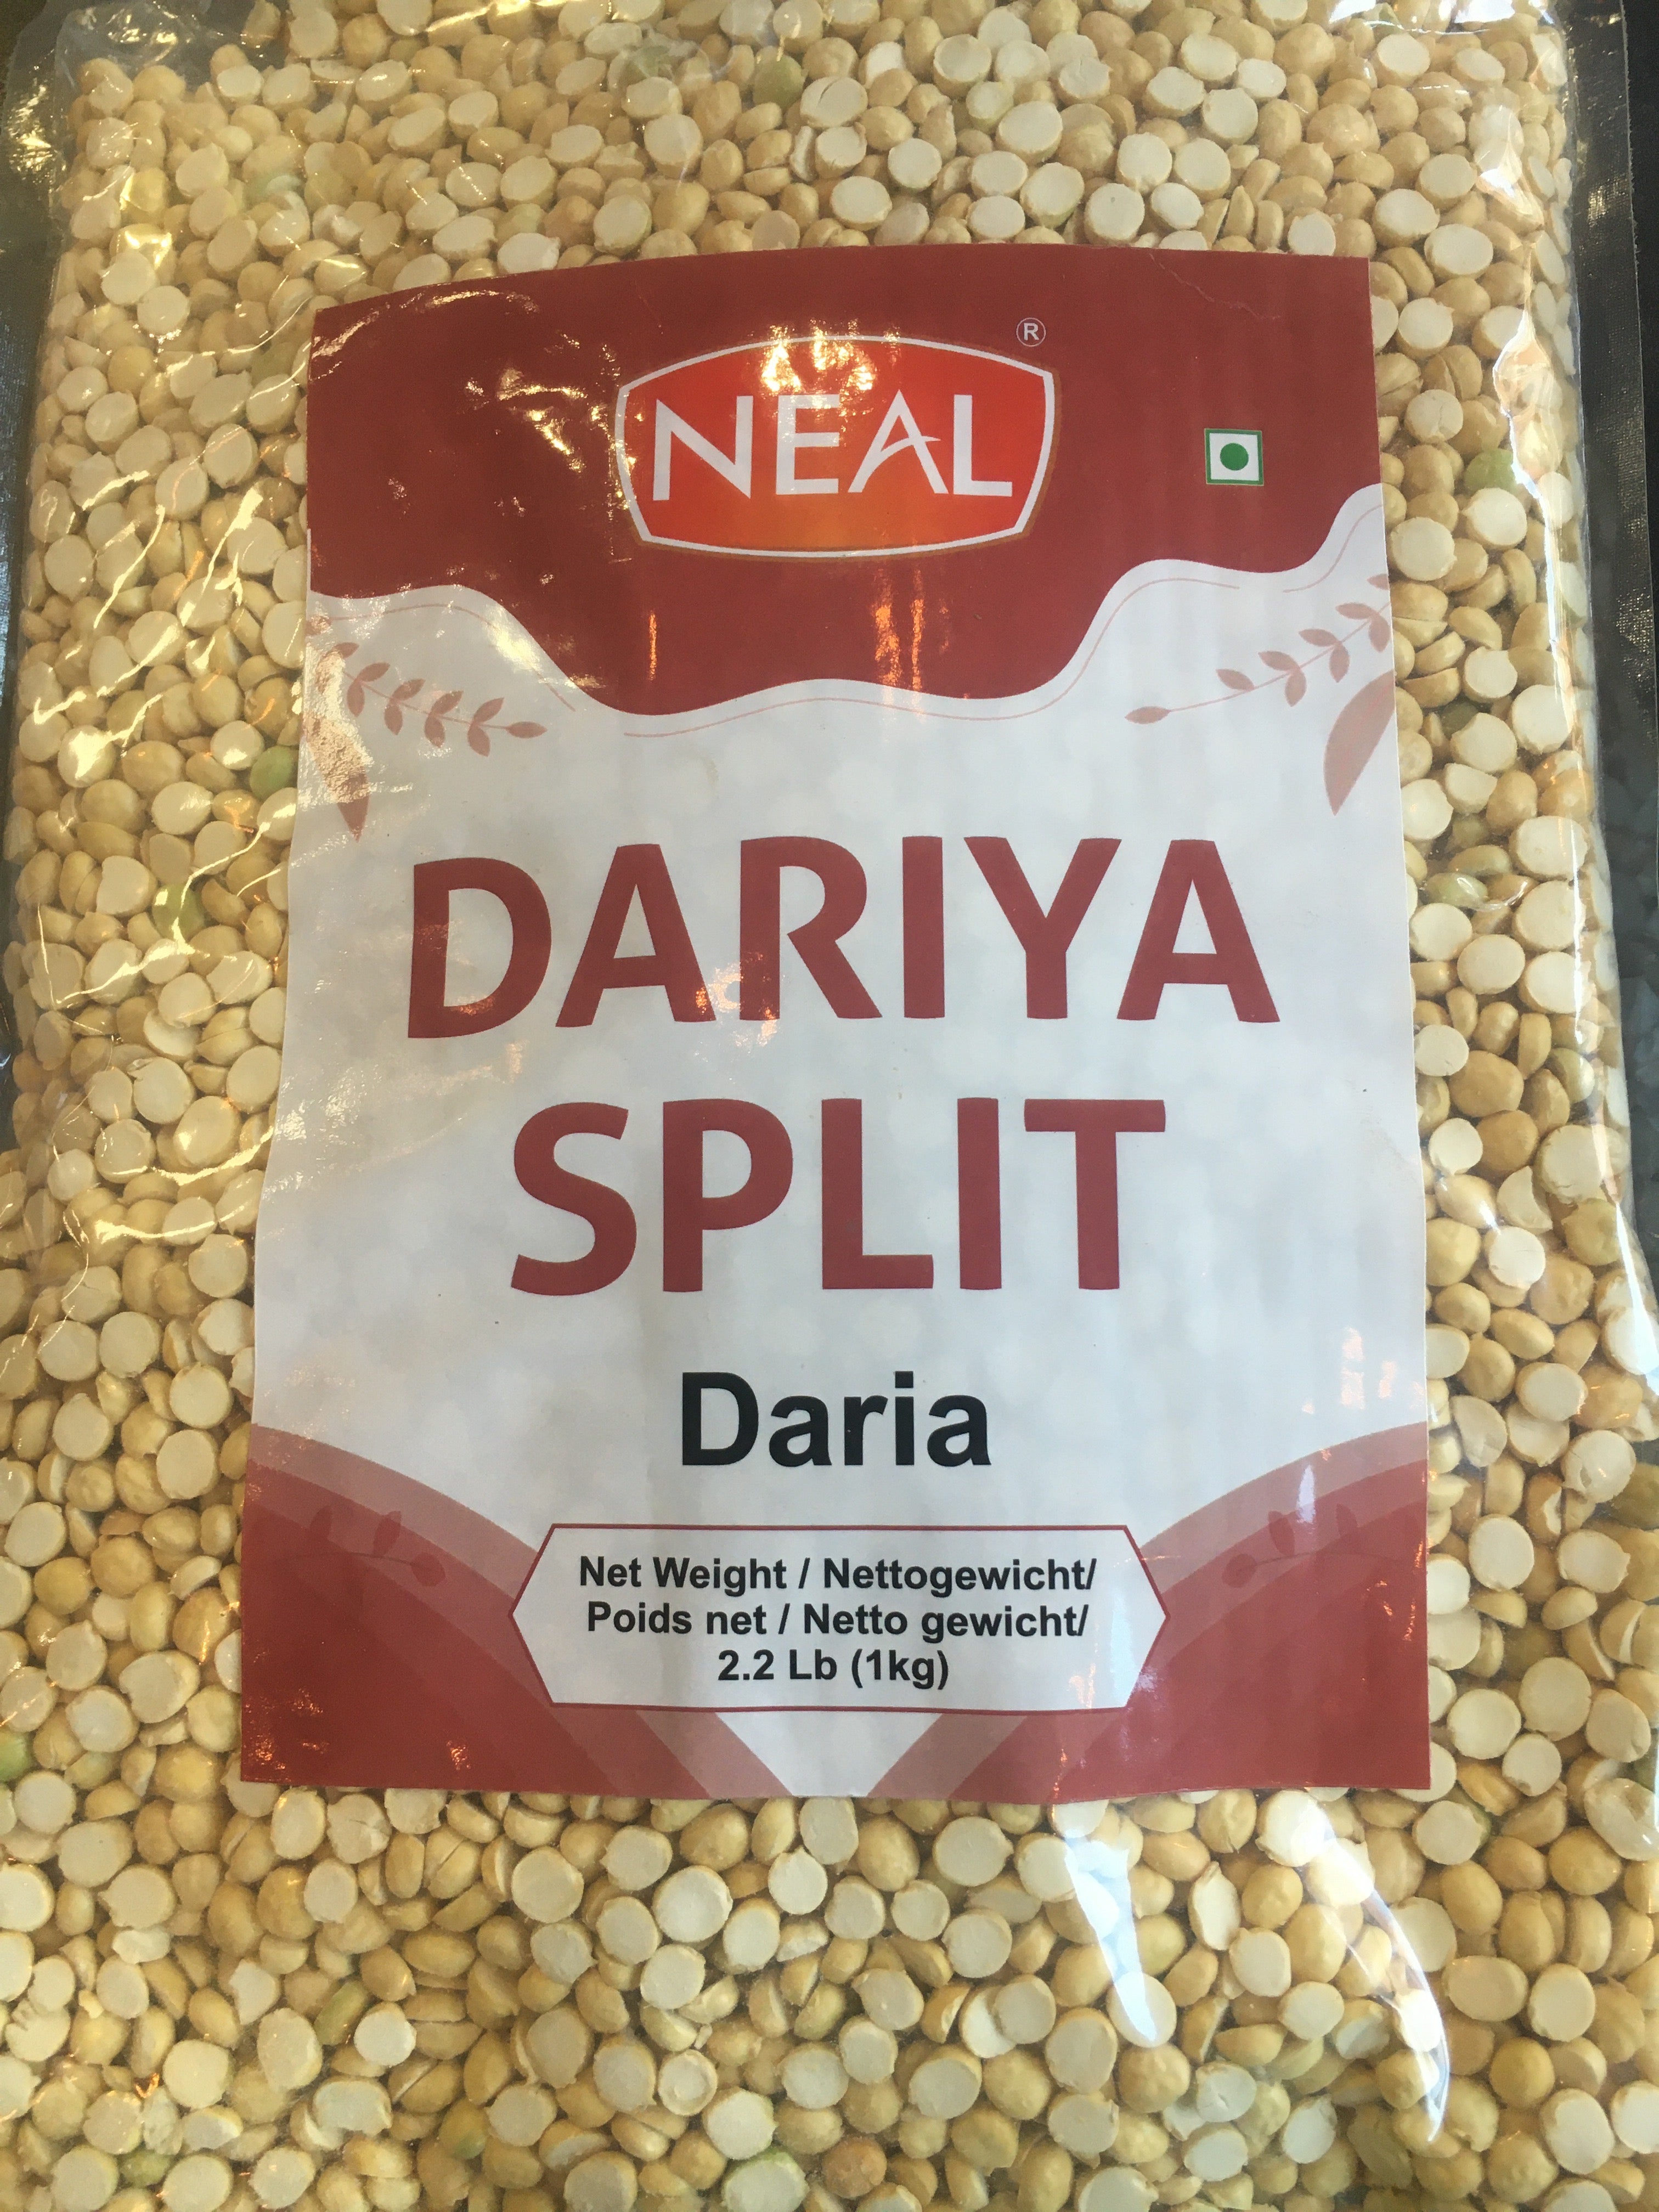 NEAL
®
DARIYA
SPLIT
Daria
Net Weight / Nettogewicht/
Poids net / Netto gewicht/
2.2 Lb (1kg)